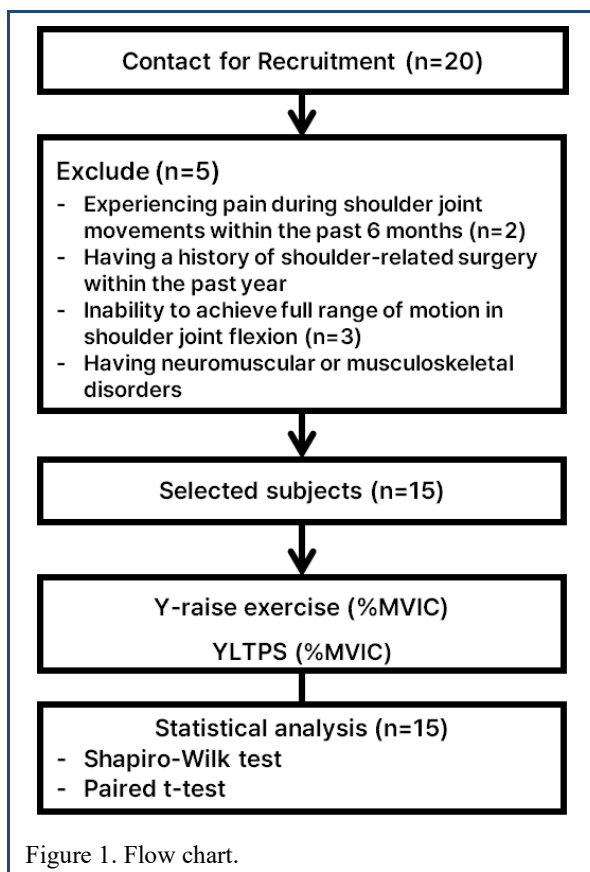 Contact for Recruitment (n=20)
Exclude (n=5)
- Experiencing pain during shoulder joint
movements within the past 6 months (n=2)
- Having a history of shoulder-related surgery
within the past year
- Inability to achieve full range of motion in
shoulder joint flexion (n=3)
- Having neuromuscular or musculoskeletal
disorders
Selected subjects (n=15)
Y-raise exercise (%MVIC)
YLTPS (%MVIC)
Statistical analysis (n=15)
- Shapiro-Wilk test
- Paired t-test
Figure 1. Flow chart.